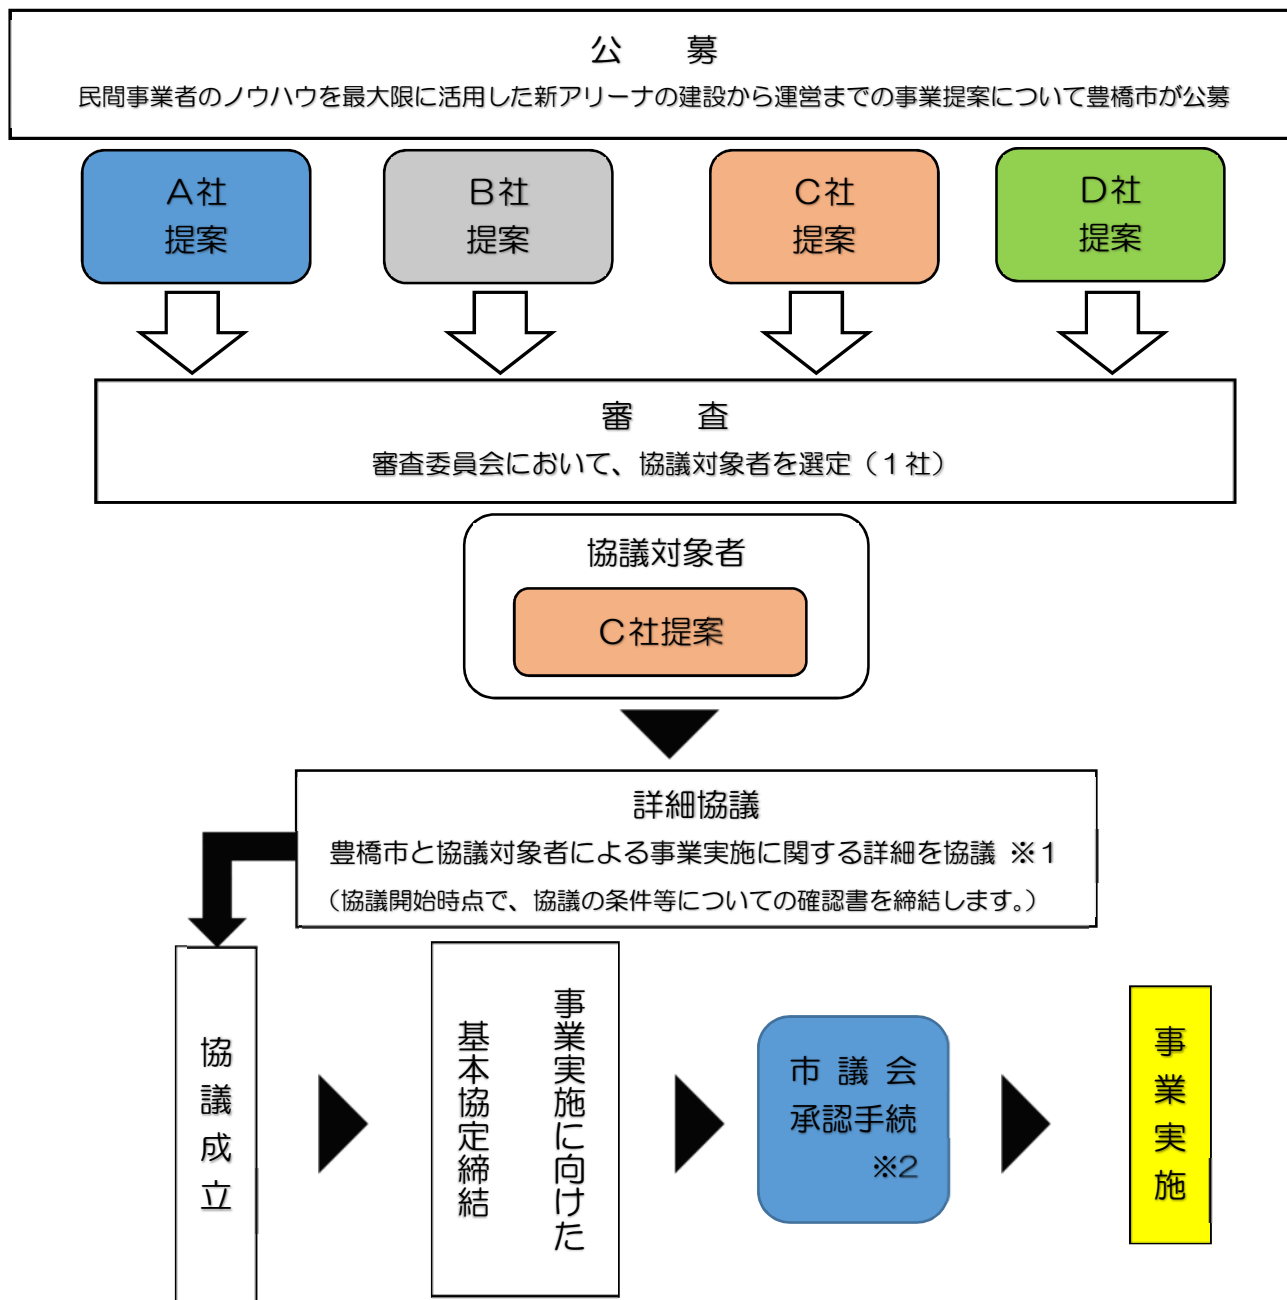 公　募
民間事業者のノウハウを最大限に活用した新アリーナの建設から運営までの事業提案について豊橋市が公募
A社
提案
B社
提案
C社
提案
D社
提案
審　査
審査委員会において、協議対象者を選定（1社）
協議対象者
C社提案
詳細協議
豊橋市と協議対象者による事業実施に関する詳細を協議 ※1
（協議開始時点で、協議の条件等についての確認書を締結します。）
協議成立
事業実施に向けた
基本協定締結
市議会
承認手続
※2
事業実施